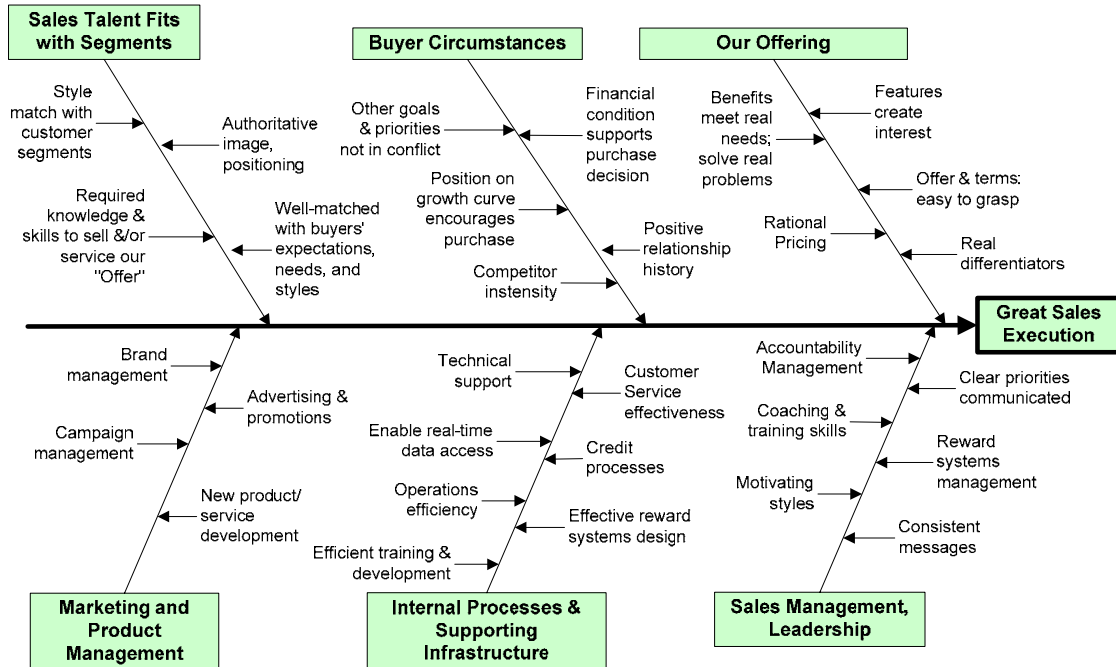 Sales Talent Fits
with Segments
Buyer Circumstances
Our Offering
Style
match with
customer
segments
Authoritative
image,
positioning
Required
knowledge &
skills to sell &/or
service our
"Offer"
Well-matched
with buyers'
expectations,
needs, and
styles
Other goals
& priorities
not in conflict
Financial
condition
supports
purchase
decision
Position on
growth curve
encourages
purchase
Positive
relationship
history
Competitor
instensity
Benefits
meet real
needs;
solve real
problems
Features
create
interest
Offer & terms:
easy to grasp
Rational
Pricing
Real
differentiators
Great Sales
Execution
Brand
management
Advertising &
promotions
Campaign
management
New product/
service
development
Technical
support
Customer
Service
effectiveness
Enable real-time
data access
Credit
processes
Operations
efficiency
Effective reward
systems design
Efficient training &
development
Accountability
Management
Clear priorities
communicated
Coaching &
training skills
Reward
systems
management
Motivating
styles
Consistent
messages
Marketing and
Product
Management
Internal Processes &
Supporting
Infrastructure
Sales Management,
Leadership